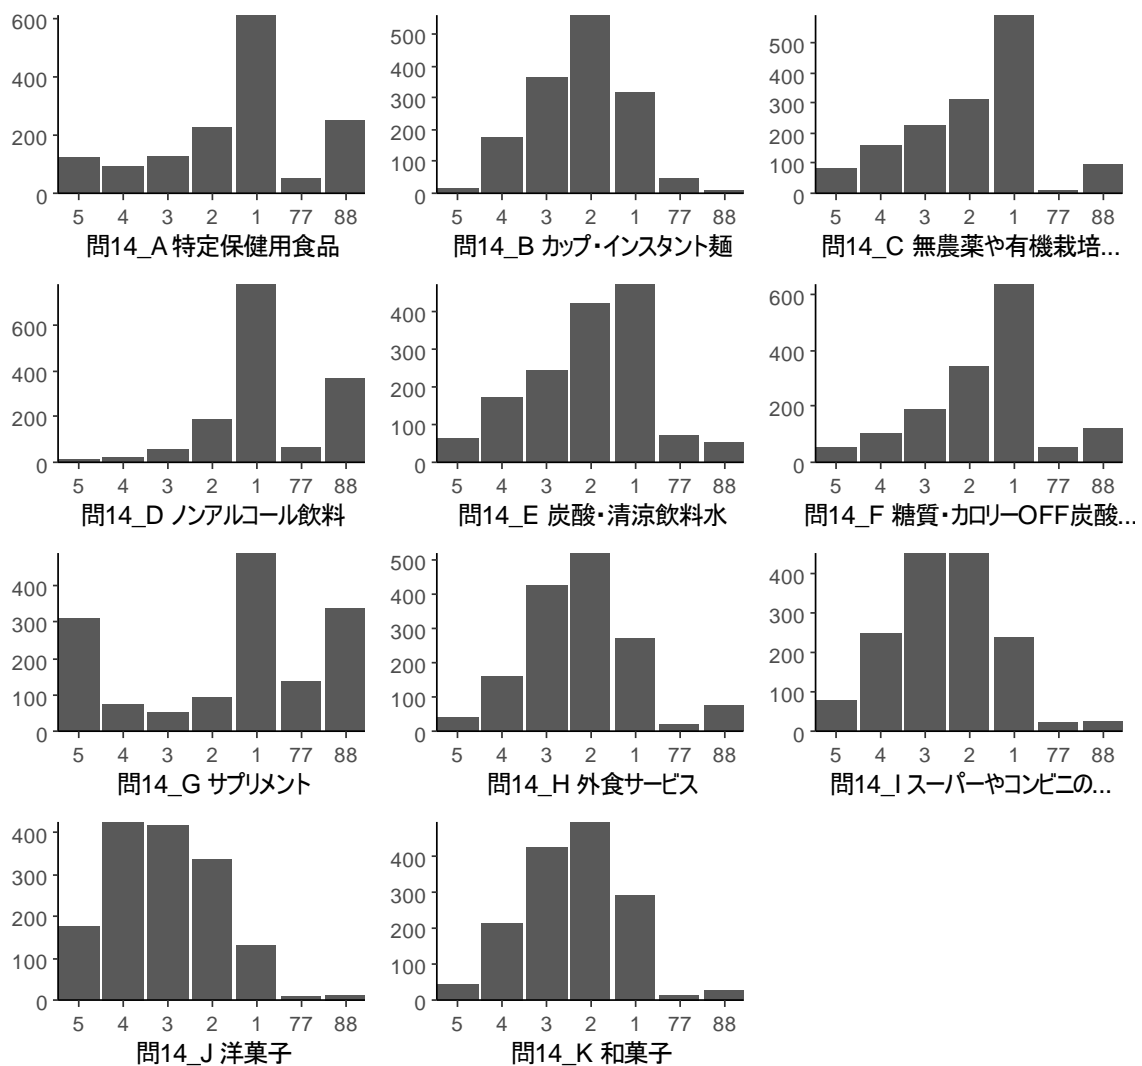 600
400
200
0
5 4 3 2 1 77 88
問14_A 特定保健用食品
500
400
300
200
100
0
5 4 3 2 1 77 88
問14_B カップ・インスタント麺
500
400
300
200
100
0
5 4 3 2 1 77 88
問14_C 無農薬や有機栽培...
600
400
200
0
5 4 3 2 1 77 88
問14_D ノンアルコール飲料
400
300
200
100
0
5 4 3 2 1 77 88
問14_E 炭酸・清涼飲料水
600
400
200
0
5 4 3 2 1 77 88
問14_F 糖質・カロリーOFF炭酸...
400
300
200
100
0
5 4 3 2 1 77 88
問14_G サプリメント
500
400
300
200
100
0
5 4 3 2 1 77 88
問14_H 外食サービス
400
300
200
100
0
5 4 3 2 1 77 88
問14_I スーパーやコンビニの...
400
300
200
100
0
5 4 3 2 1 77 88
問14_J 洋菓子
400
300
200
100
0
5 4 3 2 1 77 88
問14_K 和菓子